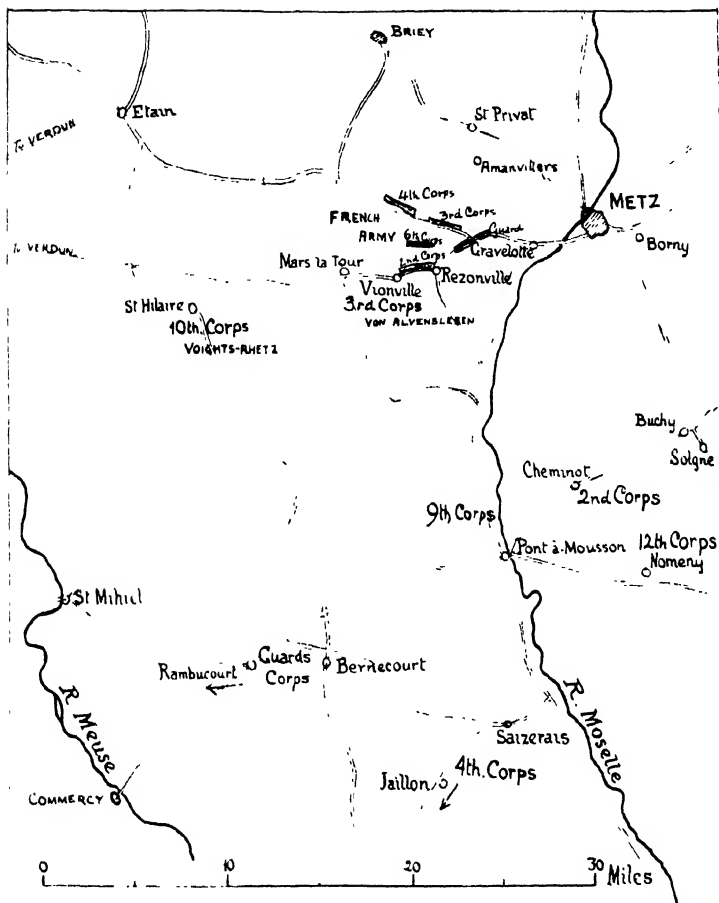 BRIEY
Etain
To VERDUN
St Privat
Amanvillers
METZ
4th Corps
3rd Corps
FRENCH
Guard
ARMY 6th Corps
Gravelotte
Borny
To VERDUN
2nd Corps
Mars la Tour
Rezonville
Vionville
3rd Corps
VON ALVENSLEBEN
St Hilaire
10th. Corps
VOIGHTS-RHETZ
Buchy
Solgne
Cheminot
2nd Corps
9th Corps
Pont à-Mousson
12th Corps
Nomeny
St Mihiel
Rambucourt
Guards
Corps
Bernecourt
R. Meuse
R. Moselle
Saizerais
Jaillon
4th. Corps
COMMERCY
0 10 20 30 Miles